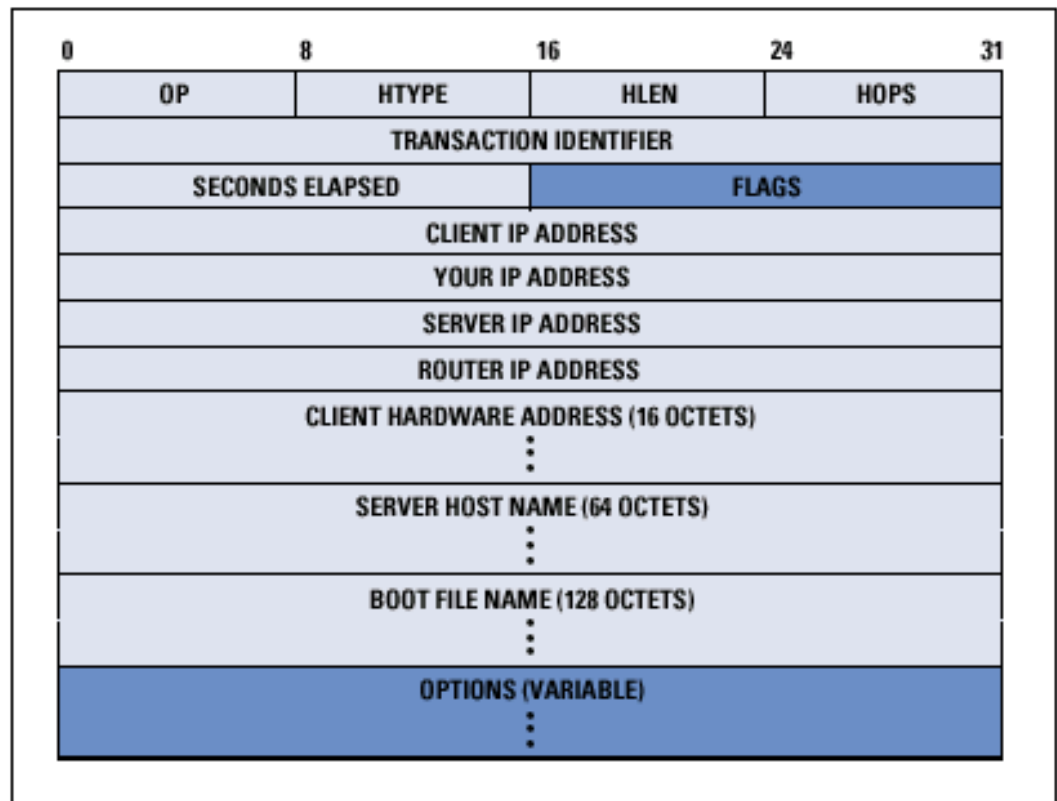 0 8 16 24 31
OP HTYPE HLEN HOPS
TRANSACTION IDENTIFIER
SECONDS ELAPSED FLAGS
CLIENT IP ADDRESS
YOUR IP ADDRESS
SERVER IP ADDRESS
ROUTER IP ADDRESS
CLIENT HARDWARE ADDRESS (16 OCTETS)
SERVER HOST NAME (64 OCTETS)
BOOT FILE NAME (128 OCTETS)
OPTIONS (VARIABLE)